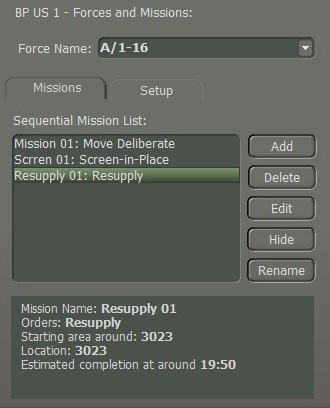 BP US 1 - Forces and Missions:
Force Name: A/1-16
Missions Setup
Sequential Mission List:
Mission 01: Move Deliberate
Scrren 01: Screen-in-Place
Resupply 01: Resupply
Add
Delete
Edit
Hide
Rename
Mission Name: Resupply 01
Orders: Resupply
Starting area around: 3023
Location: 3023
Estimated completion at around 19:50